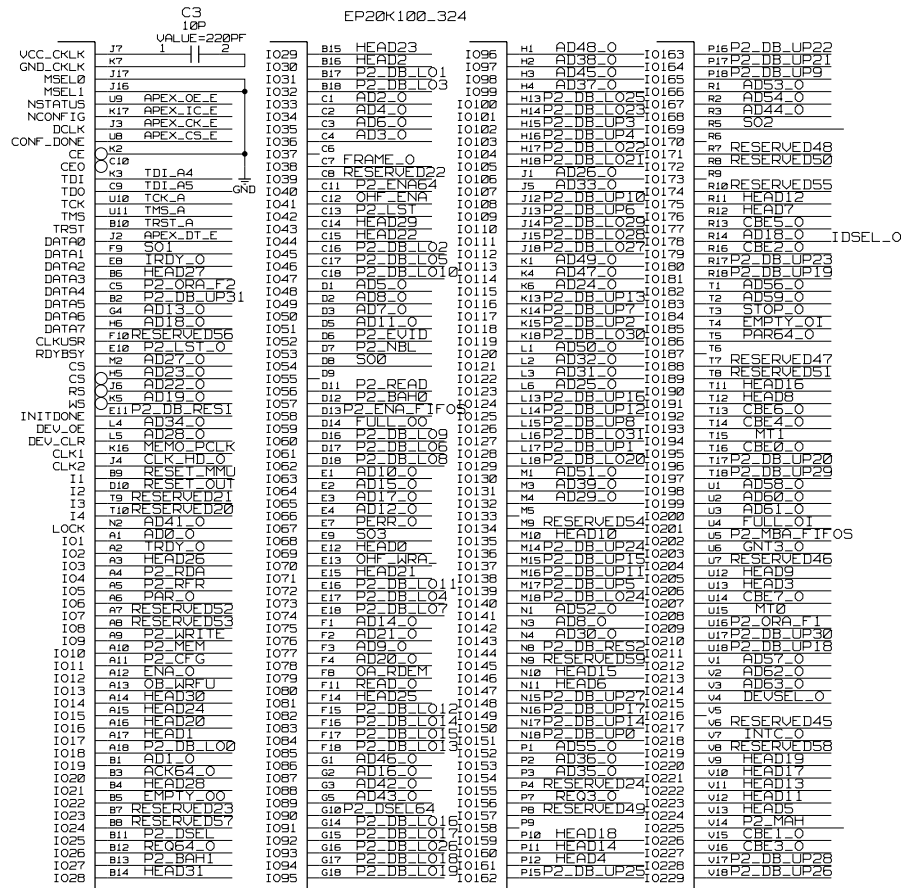 C3
10P
VALUE=220PF
1 2
EP20K100_324
VCC_CKLK J7
GND_CKLK K7
MSEL0 J17
MSEL1 J16
NSTATUS U9 APEX_OE_E
NCONFIG K17 APEX_IC_E
DCLK J3 APEX_CK_E
CONF_DONE U8 APEX_CS_E
CE K2
CEO C10
GND
TDI K3 TDI_A4
TDO C9 TDI_A5
TCK U10 TCK_A
TMS U11 TMS_A
TRST B10 TRST_A
DATA0 J2 APEX_DT_E
DATA1 F9 SO1
DATA2 E8 IRDY_O
DATA3 B6 HEAD27
DATA4 C5 P2_ORA_F2
DATA5 B2 P2_DB_UP31
DATA6 G4 AD13_O
DATA7 H6 AD18_O
CLKUSR F10 RESERVED56
RDYBSY E10 P2_LST_O
CS M2 AD27_O
CS H5 AD23_O
RS J6 AD22_O
WS K5 AD19_O
INITDONE E11 P2_DB_RES1
DEV_OE L4 AD34_O
DEV_CLR L5 AD28_O
CLK1 K16 MEMO_PCLK
CLK2 J4 CLK_HD_O
I1 B9 RESET_MMU
I2 D10 RESET_OUT
I3 T9 RESERVED21
I4 T10 RESERVED20
LOCK N2 AD41_O
IO1 A1 AD0_O
IO2 A2 TRDY_O
IO3 A3 HEAD26
IO4 A4 P2_RDA
IO5 A5 P2_RFR
IO6 A6 PAR_O
IO7 A7 RESERVED52
IO8 A8 RESERVED53
IO9 A9 P2_WRITE
IO10 A10 P2_MEM
IO11 A11 P2_CFG
IO12 A12 ENA_O
IO13 A13 OB_WRFU
IO14 A14 HEAD30
IO15 A15 HEAD24
IO16 A16 HEAD20
IO17 A17 HEAD1
IO18 A18 P2_DB_LO0
IO19 B1 AD1_O
IO20 B3 ACK64_O
IO21 B4 HEAD28
IO22 B5 EMPTY_OO
IO23 B7 RESERVED23
IO24 B8 RESERVED57
IO25 B11 P2_DSEL
IO26 B12 REQ64_O
IO27 B13 P2_BAH1
IO28 B14 HEAD31
IO29 B15 HEAD23
IO30 B16 HEAD2
IO31 B17 P2_DB_LO1
IO32 B18 P2_DB_LO3
IO33 C1 AD2_O
IO34 C2 AD4_O
IO35 C3 AD6_O
IO36 C4 AD3_O
IO37 C6
IO38 C7 FRAME_O
IO39 C8 RESERVED22
IO40 C11 P2_ENA64
IO41 C12 OHF_ENA
IO42 C13 P2_LST
IO43 C14 HEAD29
IO44 C15 HEAD22
IO45 C16 P2_DB_LO2
IO46 C17 P2_DB_LO5
IO47 C18 P2_DB_LO10
IO48 D1 AD5_O
IO49 D2 AD8_O
IO50 D3 AD7_O
IO51 D5 AD11_O
IO52 D6 P2_EVID
IO53 D7 P2_NBL
IO54 D8 SO0
IO55 D9
IO56 D11 P2_READ
IO57 D12 P2_BAH0
IO58 D13 P2_ENA_FIFOS
IO59 D14 FULL_OO
IO60 D16 P2_DB_LO9
IO61 D17 P2_DB_LO6
IO62 D18 P2_DB_LO8
IO63 E1 AD10_O
IO64 E2 AD15_O
IO65 E3 AD17_O
IO66 E4 AD12_O
IO67 E7 PERR_O
IO68 E9 SO3
IO69 E12 HEAD0
IO70 E13 OHF_WRA
IO71 E15 HEAD21
IO72 E16 P2_DB_LO11
IO73 E17 P2_DB_LO4
IO74 E18 P2_DB_LO7
IO75 F1 AD14_O
IO76 F2 AD21_O
IO77 F3 AD9_O
IO78 F4 AD20_O
IO79 F8 OA_RDEM
IO80 F11 READ_O
IO81 F14 HEAD25
IO82 F15 P2_DB_LO12
IO83 F16 P2_DB_LO14
IO84 F17 P2_DB_LO15
IO85 F18 P2_DB_LO13
IO86 G1 AD46_O
IO87 G2 AD16_O
IO88 G3 AD42_O
IO89 G5 AD43_O
IO90 G10 P2_DSEL64
IO91 G14 P2_DB_LO16
IO92 G15 P2_DB_LO17
IO93 G16 P2_DB_LO26
IO94 G17 P2_DB_LO18
IO95 G18 P2_DB_LO19
IO96 H1 AD48_O
IO97 H2 AD38_O
IO98 H3 AD45_O
IO99 H4 AD37_O
IO100 H13 P2_DB_LO25
IO101 H14 P2_DB_LO23
IO102 H15 P2_DB_UP3
IO103 H16 P2_DB_UP4
IO104 H17 P2_DB_LO22
IO105 H18 P2_DB_LO21
IO106 J1 AD26_O
IO107 J5 AD33_O
IO108 J12 P2_DB_UP10
IO109 J13 P2_DB_UP6
IO110 J14 P2_DB_LO29
IO111 J15 P2_DB_LO28
IO112 J18 P2_DB_LO27
IO113 K1 AD49_O
IO114 K4 AD47_O
IO115 K6 AD24_O
IO116 K13 P2_DB_UP13
IO117 K14 P2_DB_UP7
IO118 K15 P2_DB_UP2
IO119 K18 P2_DB_LO30
IO120 L1 AD50_O
IO121 L2 AD32_O
IO122 L3 AD31_O
IO123 L6 AD25_O
IO124 L13 P2_DB_UP16
IO125 L14 P2_DB_UP12
IO126 L15 P2_DB_UP8
IO127 L16 P2_DB_LO31
IO128 L17 P2_DB_UP1
IO129 L18 P2_DB_LO20
IO130 M1 AD51_O
IO131 M3 AD39_O
IO132 M4 AD29_O
IO133 M5
IO134 M9 RESERVED54
IO135 M10 HEAD10
IO136 M14 P2_DB_UP24
IO137 M15 P2_DB_UP15
IO138 M16 P2_DB_UP11
IO139 M17 P2_DB_UP5
IO140 M18 P2_DB_LO24
IO141 N1 AD52_O
IO142 N3 AD8_O
IO143 N4 AD30_O
IO144 N8 P2_DB_RES2
IO145 N9 RESERVED59
IO146 N10 HEAD15
IO147 N11 HEAD6
IO148 N15 P2_DB_UP27
IO149 N16 P2_DB_UP17
IO150 N17 P2_DB_UP14
IO151 N18 P2_DB_UP0
IO152 P1 AD55_O
IO153 P2 AD36_O
IO154 P3 AD35_O
IO155 P4 RESERVED24
IO156 P7 REQ3_O
IO157 P8 RESERVED49
IO158 P9
IO159 P10 HEAD18
IO160 P11 HEAD14
IO161 P12 HEAD4
IO162 P15 P2_DB_UP25
IO163 P16 P2_DB_UP22
IO164 P17 P2_DB_UP21
IO165 P18 P2_DB_UP9
IO166 R1 AD53_O
IO167 R2 AD54_O
IO168 R3 AD44_O
IO169 R5 SO2
IO170 R6
IO171 R7 RESERVED48
IO172 R8 RESERVED50
IO173 R9
IO174 R10 RESERVED55
IO175 R11 HEAD12
IO176 R12 HEAD7
IO177 R13 CBE5_O
IO178 R14 AD18_O IDSEL_O
IO179 R16 CBE2_O
IO180 R17 P2_DB_UP23
IO181 R18 P2_DB_UP19
IO182 T1 AD56_O
IO183 T2 AD59_O
IO184 T3 STOP_O
IO185 T4 EMPTY_OI
IO186 T5 PAR64_O
IO187 T6
IO188 T7 RESERVED47
IO189 T8 RESERVED51
IO190 T11 HEAD16
IO191 T12 HEAD8
IO192 T13 CBE6_O
IO193 T14 CBE4_O
IO194 T15 MT1
IO195 T16 CBE0_O
IO196 T17 P2_DB_UP20
IO197 T18 P2_DB_UP29
IO198 U1 AD58_O
IO199 U2 AD60_O
IO200 U3 AD61_O
IO201 U4 FULL_OI
IO202 U5 P2_MBA_FIFOS
IO203 U6 GNT3_O
IO204 U7 RESERVED46
IO205 U12 HEAD9
IO206 U13 HEAD3
IO207 U14 CBE7_O
IO208 U15 MT0
IO209 U16 P2_ORA_F1
IO210 U17 P2_DB_UP30
IO211 U18 P2_DB_UP18
IO212 V1 AD57_O
IO213 V2 AD62_O
IO214 V3 AD63_O
IO215 V4 DEVSEL_O
IO216 V5
IO217 V6 RESERVED45
IO218 V7 INTC_O
IO219 V8 RESERVED58
IO220 V9 HEAD19
IO221 V10 HEAD17
IO222 V11 HEAD13
IO223 V12 HEAD11
IO224 V13 HEAD5
IO225 V14 P2_MAH
IO226 V15 CBE1_O
IO227 V16 CBE3_O
IO228 V17 P2_DB_UP28
IO229 V18 P2_DB_UP26